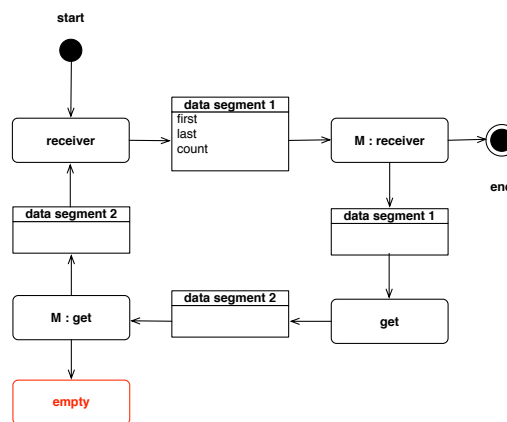 start
data segment 1
first
last
count
receiver
M : receiver
end
data segment 2
data segment 1
data segment 2
M : get
get
empty